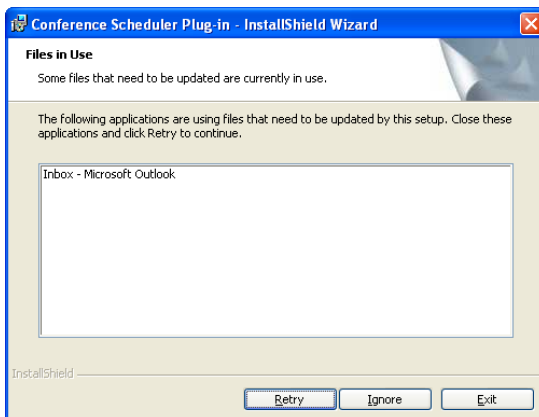 Conference Scheduler Plug-in - InstallShield Wizard
Files in Use
Some files that need to be updated are currently in use.
The following applications are using files that need to be updated by this setup. Close these
applications and click Retry to continue.
Inbox - Microsoft Outlook
InstallShield
Retry
Ignore
Exit